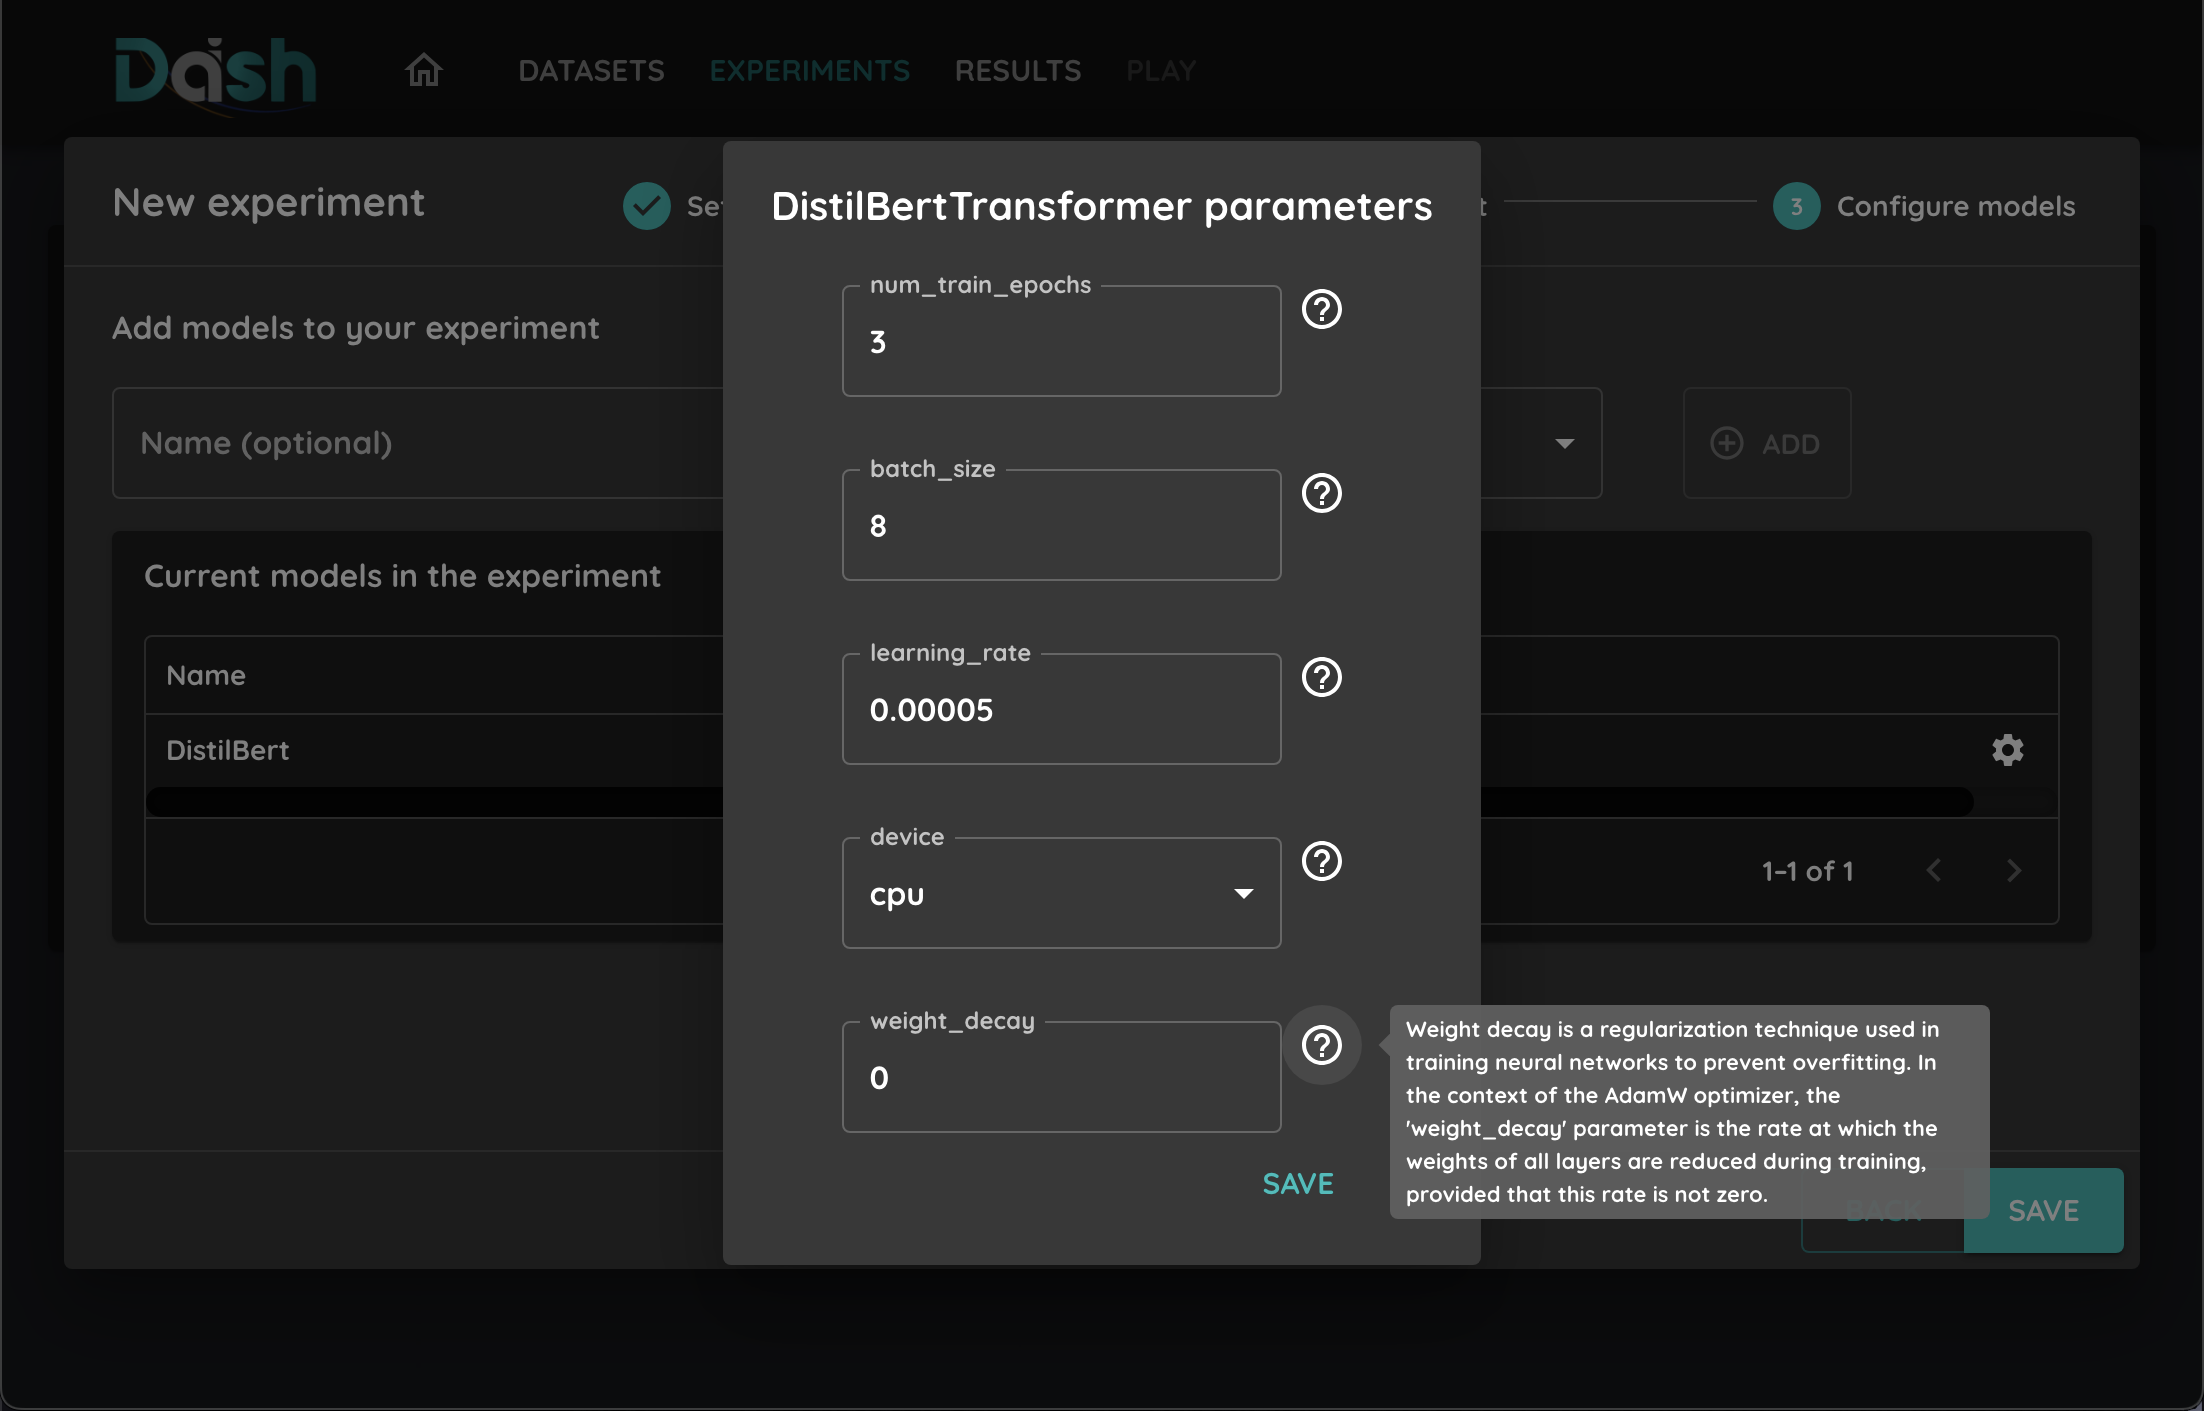 Dash
DATASETS
EXPERIMENTS
RESULTS
PLAY
New experiment
3
Configure models
Add models to your experiment
Name (optional)
ADD
Current models in the experiment
Name
DistilBert
1–1 of 1
BACK
SAVE
DistilBertTransformer parameters
num_train_epochs
3
batch_size
8
learning_rate
0.00005
device
cpu
weight_decay
0
SAVE
Weight decay is a regularization technique used in
training neural networks to prevent overfitting. In
the context of the AdamW optimizer, the
'weight_decay' parameter is the rate at which the
weights of all layers are reduced during training,
provided that this rate is not zero.